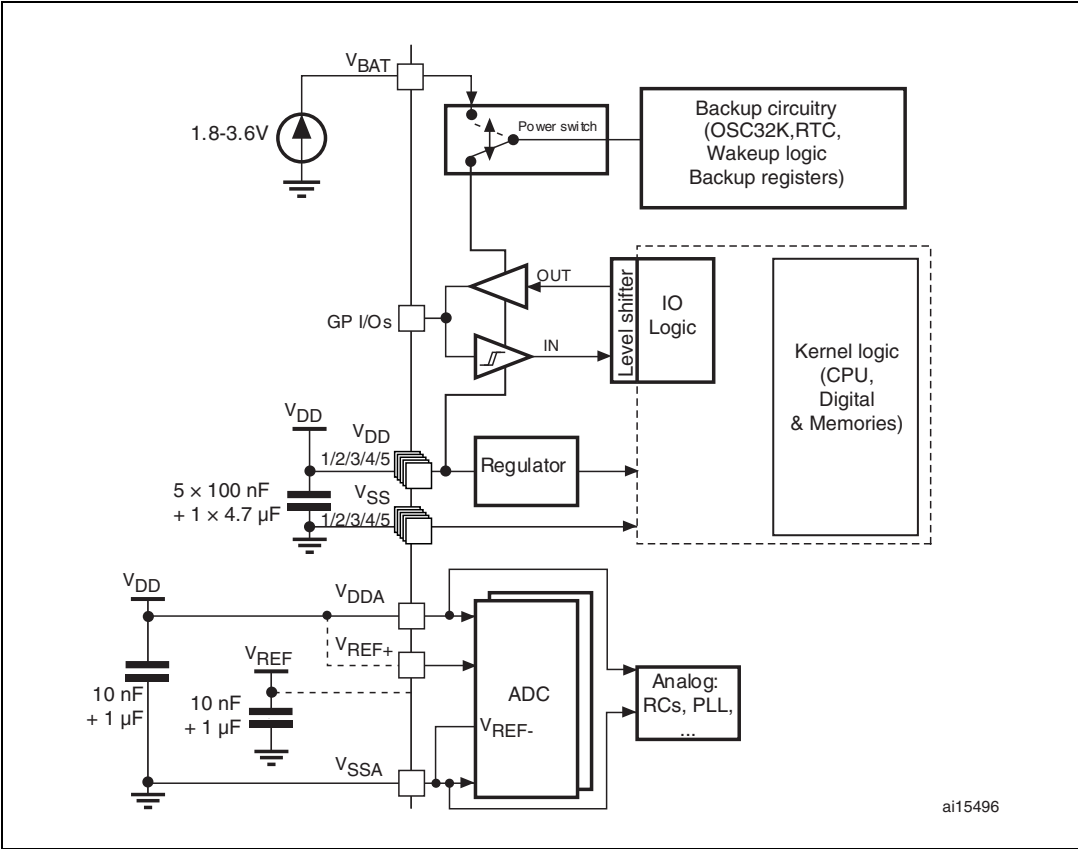 VBAT
1.8-3.6V
Power switch
Backup circuitry
(OSC32K,RTC,
Wakeup logic
Backup registers)
OUT
GP I/Os
IN
Level shifter
IO
Logic
Kernel logic
(CPU,
Digital
& Memories)
VDD
VDD
1/2/3/4/5
Regulator
5 × 100 nF
+ 1 × 4.7 µF
VSS
1/2/3/4/5
VDD
VDDA
VREF+
VREF
10 nF
+ 1 µF
10 nF
+ 1 µF
ADC
VREF-
Analog:
RCs, PLL,
...
VSSA
ai15496